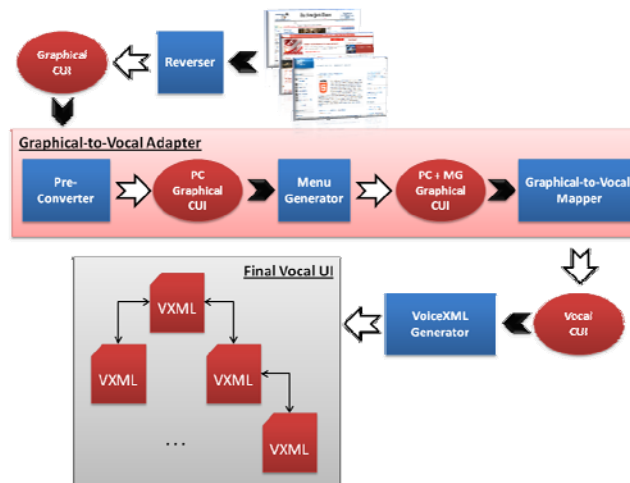 Graphical
CUI
Reverser
Graphical-to-Vocal Adapter
Pre-
Converter
PC
Graphical
CUI
Menu
Generator
PC + MG
Graphical
CUI
Graphical-to-Vocal
Mapper
Final Vocal UI
VXML
VXML
VXML
...
VXML
VoiceXML
Generator
Vocal
CUI